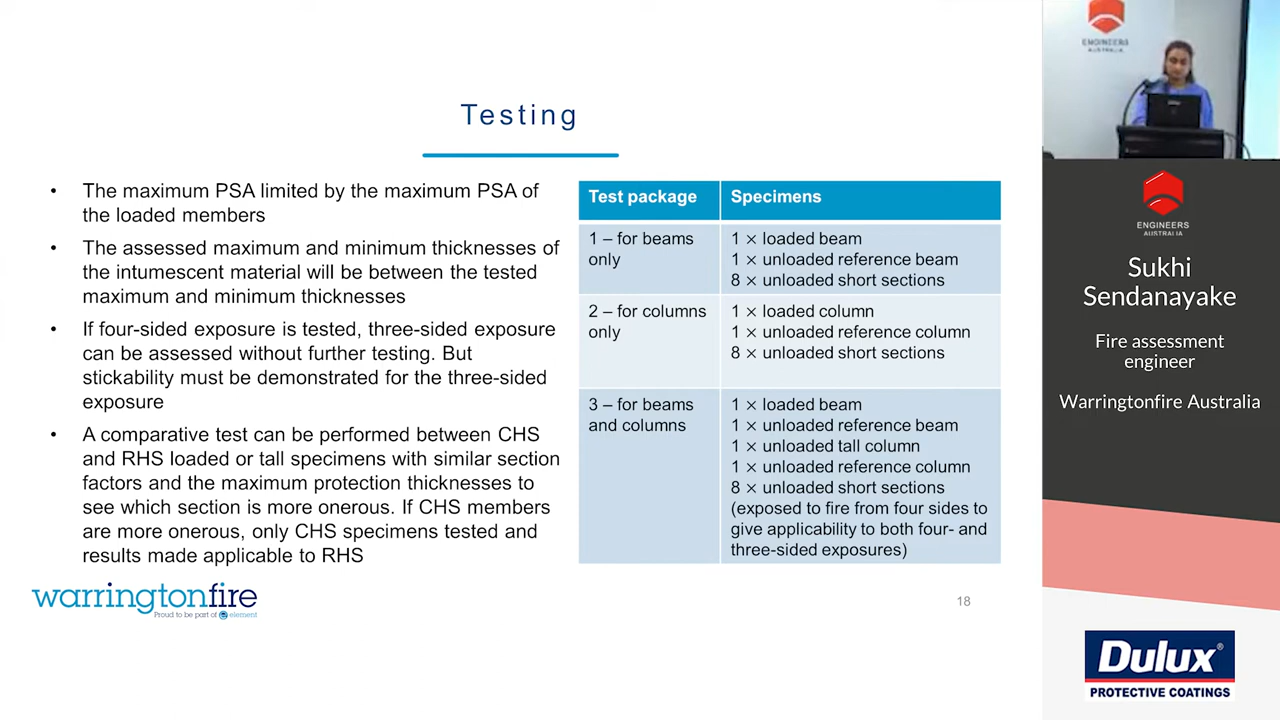 Testing
• The maximum PSA limited by the maximum PSA of
the loaded members
• The assessed maximum and minimum thicknesses of
the intumescent material will be between the tested
maximum and minimum thicknesses
• If four-sided exposure is tested, three-sided exposure
can be assessed without further testing. But
stickability must be demonstrated for the three-sided
exposure
• A comparative test can be performed between CHS
and RHS loaded or tall specimens with similar section
factors and the maximum protection thicknesses to
see which section is more onerous. If CHS members
are more onerous, only CHS specimens tested and
results made applicable to RHS
Test package
Specimens
1 – for beams
only
1 × loaded beam
1 × unloaded reference beam
8 × unloaded short sections
2 – for columns
only
1 × loaded column
1 × unloaded reference column
8 × unloaded short sections
3 – for beams
and columns
1 × loaded beam
1 × unloaded reference beam
1 × unloaded tall column
1 × unloaded reference column
8 × unloaded short sections
(exposed to fire from four sides to
give applicability to both four- and
three-sided exposures)
warringtonfire
Proud to be part of element
18
ENGINEERS
AUSTRALIA
ENGINEERS
AUSTRALIA
Sukhi
Sendanayake
Fire assessment
engineer
Warringtonfire Australia
Dulux®
PROTECTIVE COATINGS